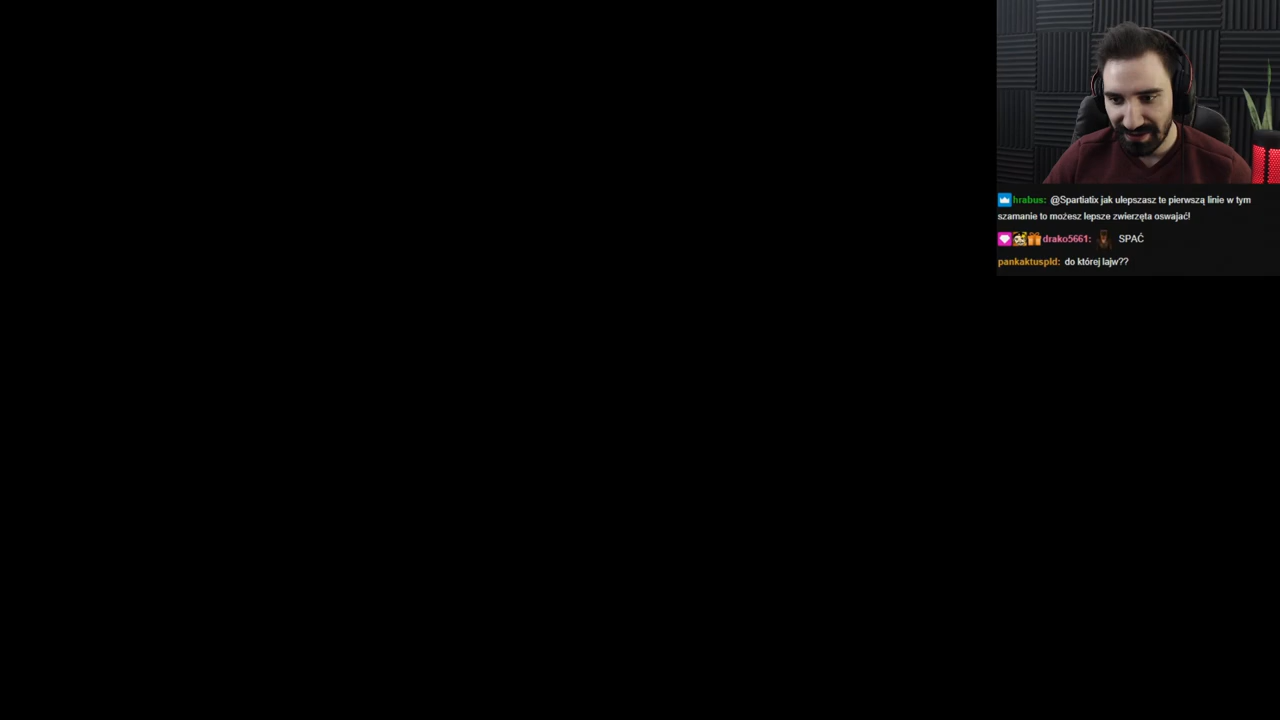 hrabus: @Spartiatix jak ulepszasz te pierwszą linie w tym
szamanie to możesz lepsze zwierzęta oswajać!
drako5661: SPAĆ
pankaktuspld: do której lajw??